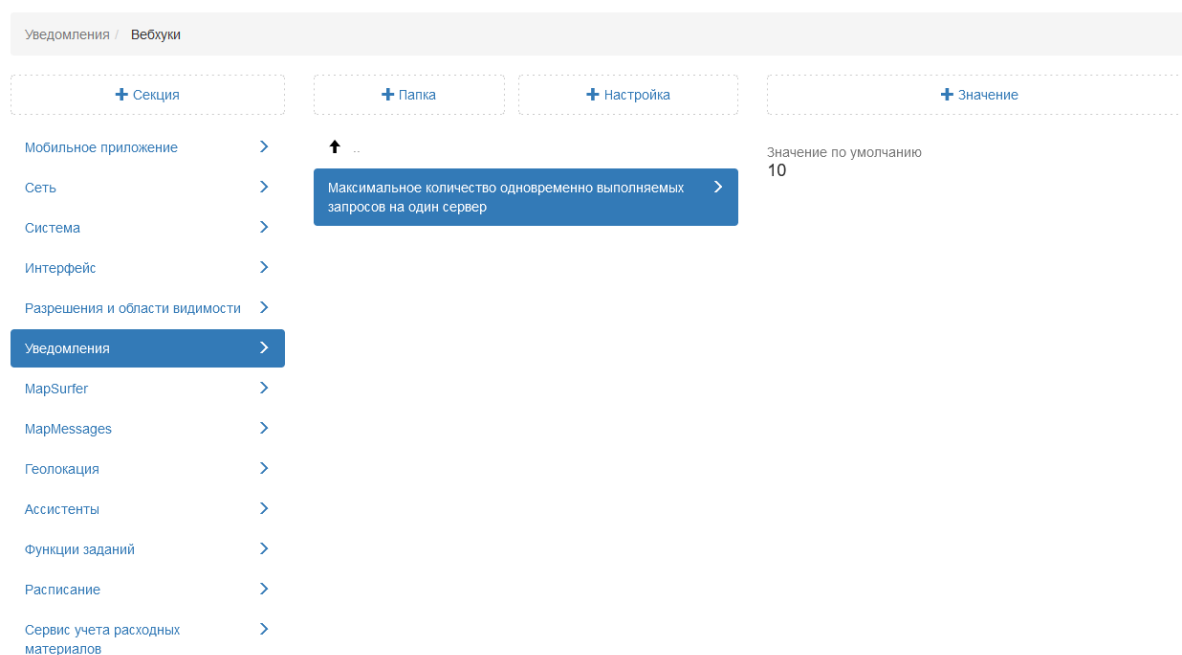 Уведомления / Вебхуки
+ Секция
+ Папка
+ Настройка
+ Значение
Мобильное приложение
Сеть
Система
Интерфейс
Разрешения и области видимости
Уведомления
MapSurfer
MapMessages
Геолокация
Ассистенты
Функции заданий
Расписание
Сервис учета расходных
материалов
..
Максимальное количество одновременно выполняемых
запросов на один сервер
Значение по умолчанию
10